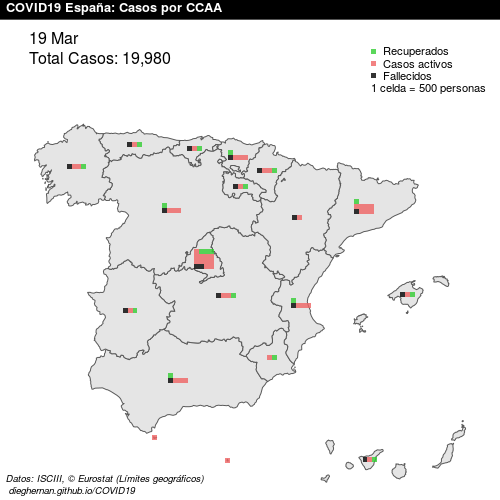 COVID19 España: Casos por CCAA
19 Mar
Total Casos: 19,980
Recuperados
Casos activos
Fallecidos
1 celda = 500 personas
Datos: ISCIII, © Eurostat (Límites geográficos)
dieghernan.github.io/COVID19